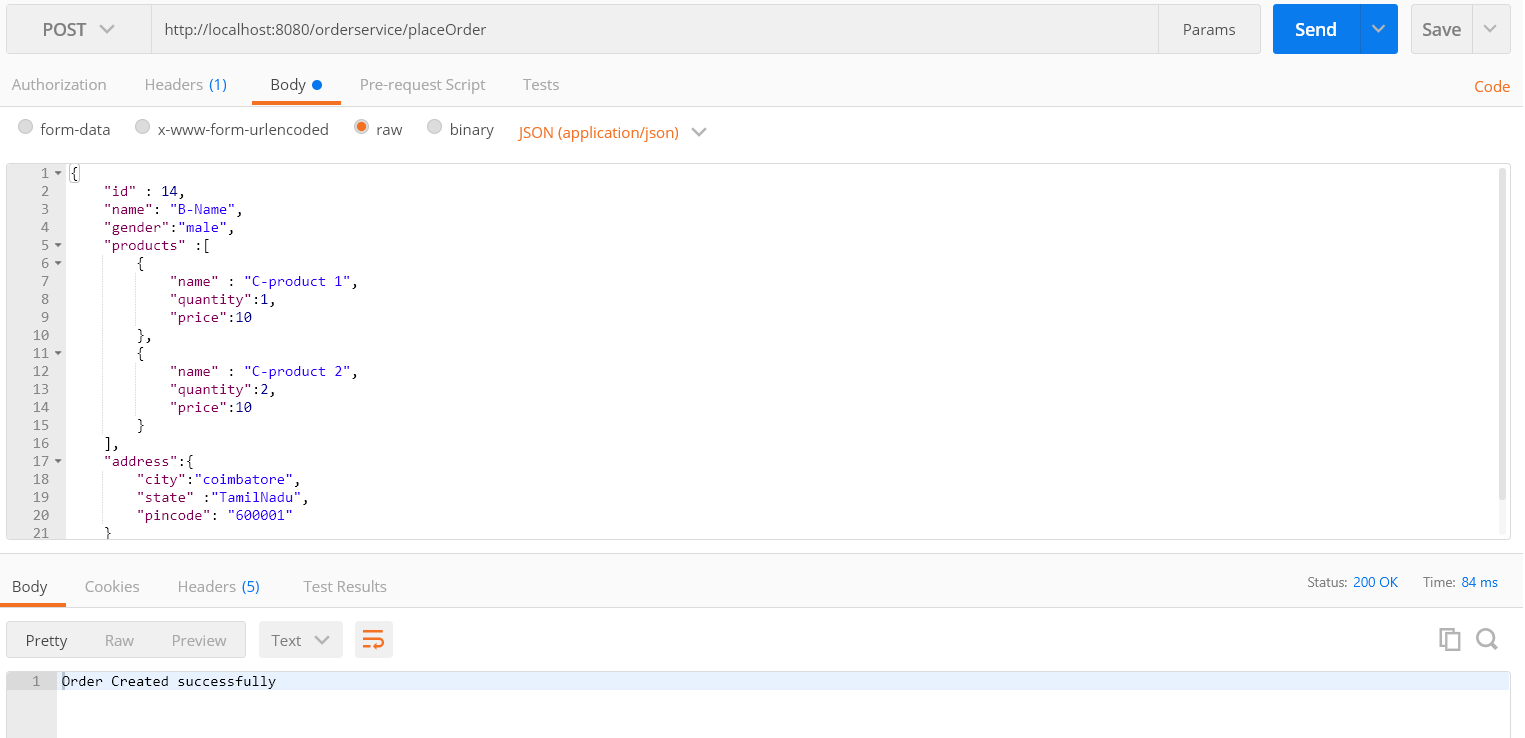 POST http://localhost:8080/orderservice/placeOrder Params Send Save
Authorization Headers (1) Body Pre-request Script Tests Code
form-data x-www-form-urlencoded raw binary JSON (application/json)
1 {
2 "id" : 14,
3 "name": "B-Name",
4 "gender":"male",
5 "products" :[
6 {
7 "name" : "C-product 1",
8 "quantity":1,
9 "price":10
10 },
11 {
12 "name" : "C-product 2",
13 "quantity":2,
14 "price":10
15 }
16 ],
17 "address":{
18 "city":"coimbatore",
19 "state" :"TamilNadu",
20 "pincode": "600001"
21 }
Body Cookies Headers (5) Test Results Status: 200 OK Time: 84 ms
Pretty Raw Preview Text
1 Order Created successfully